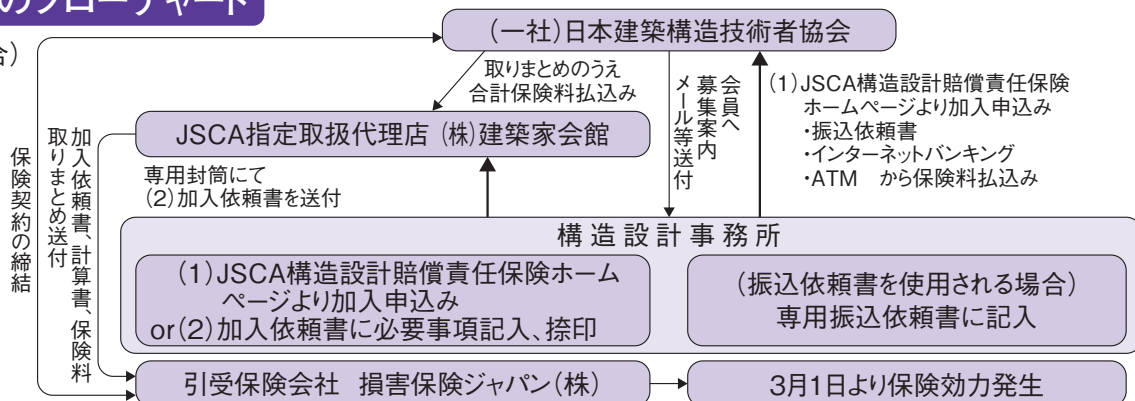 のフローチャート
合）
（一社）日本建築構造技術者協会
取りまとめのうえ
合計保険料払込み
会員へ
募集案内
メール等送付
（1）JSCA構造設計賠償責任保険
ホームページより加入申込み
・振込依頼書
・インターネットバンキング
・ATM　から保険料払込み
JSCA指定取扱代理店（株）建築家会館
専用封筒にて
（2）加入依頼書を送付
加入依頼書、計算書、保険料
取りまとめ送付
保険契約の締結
構造設計事務所
（1）JSCA構造設計賠償責任保険ホーム
ページより加入申込み
or（2）加入依頼書に必要事項記入、捺印
（振込依頼書を使用される場合）
専用振込依頼書に記入
引受保険会社　損害保険ジャパン（株）
3月1日より保険効力発生